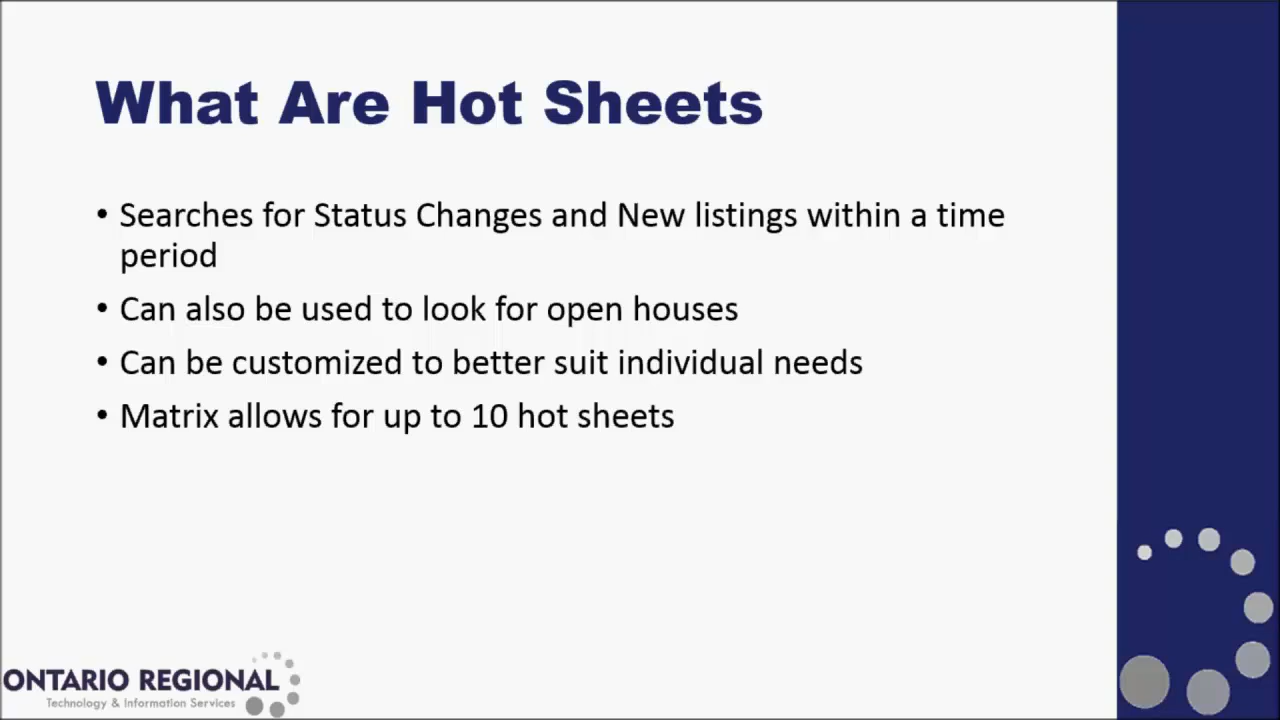 What Are Hot Sheets
• Searches for Status Changes and New listings within a time
period
• Can also be used to look for open houses
• Can be customized to better suit individual needs
• Matrix allows for up to 10 hot sheets
ONTARIO REGIONAL
Technology & Information Services